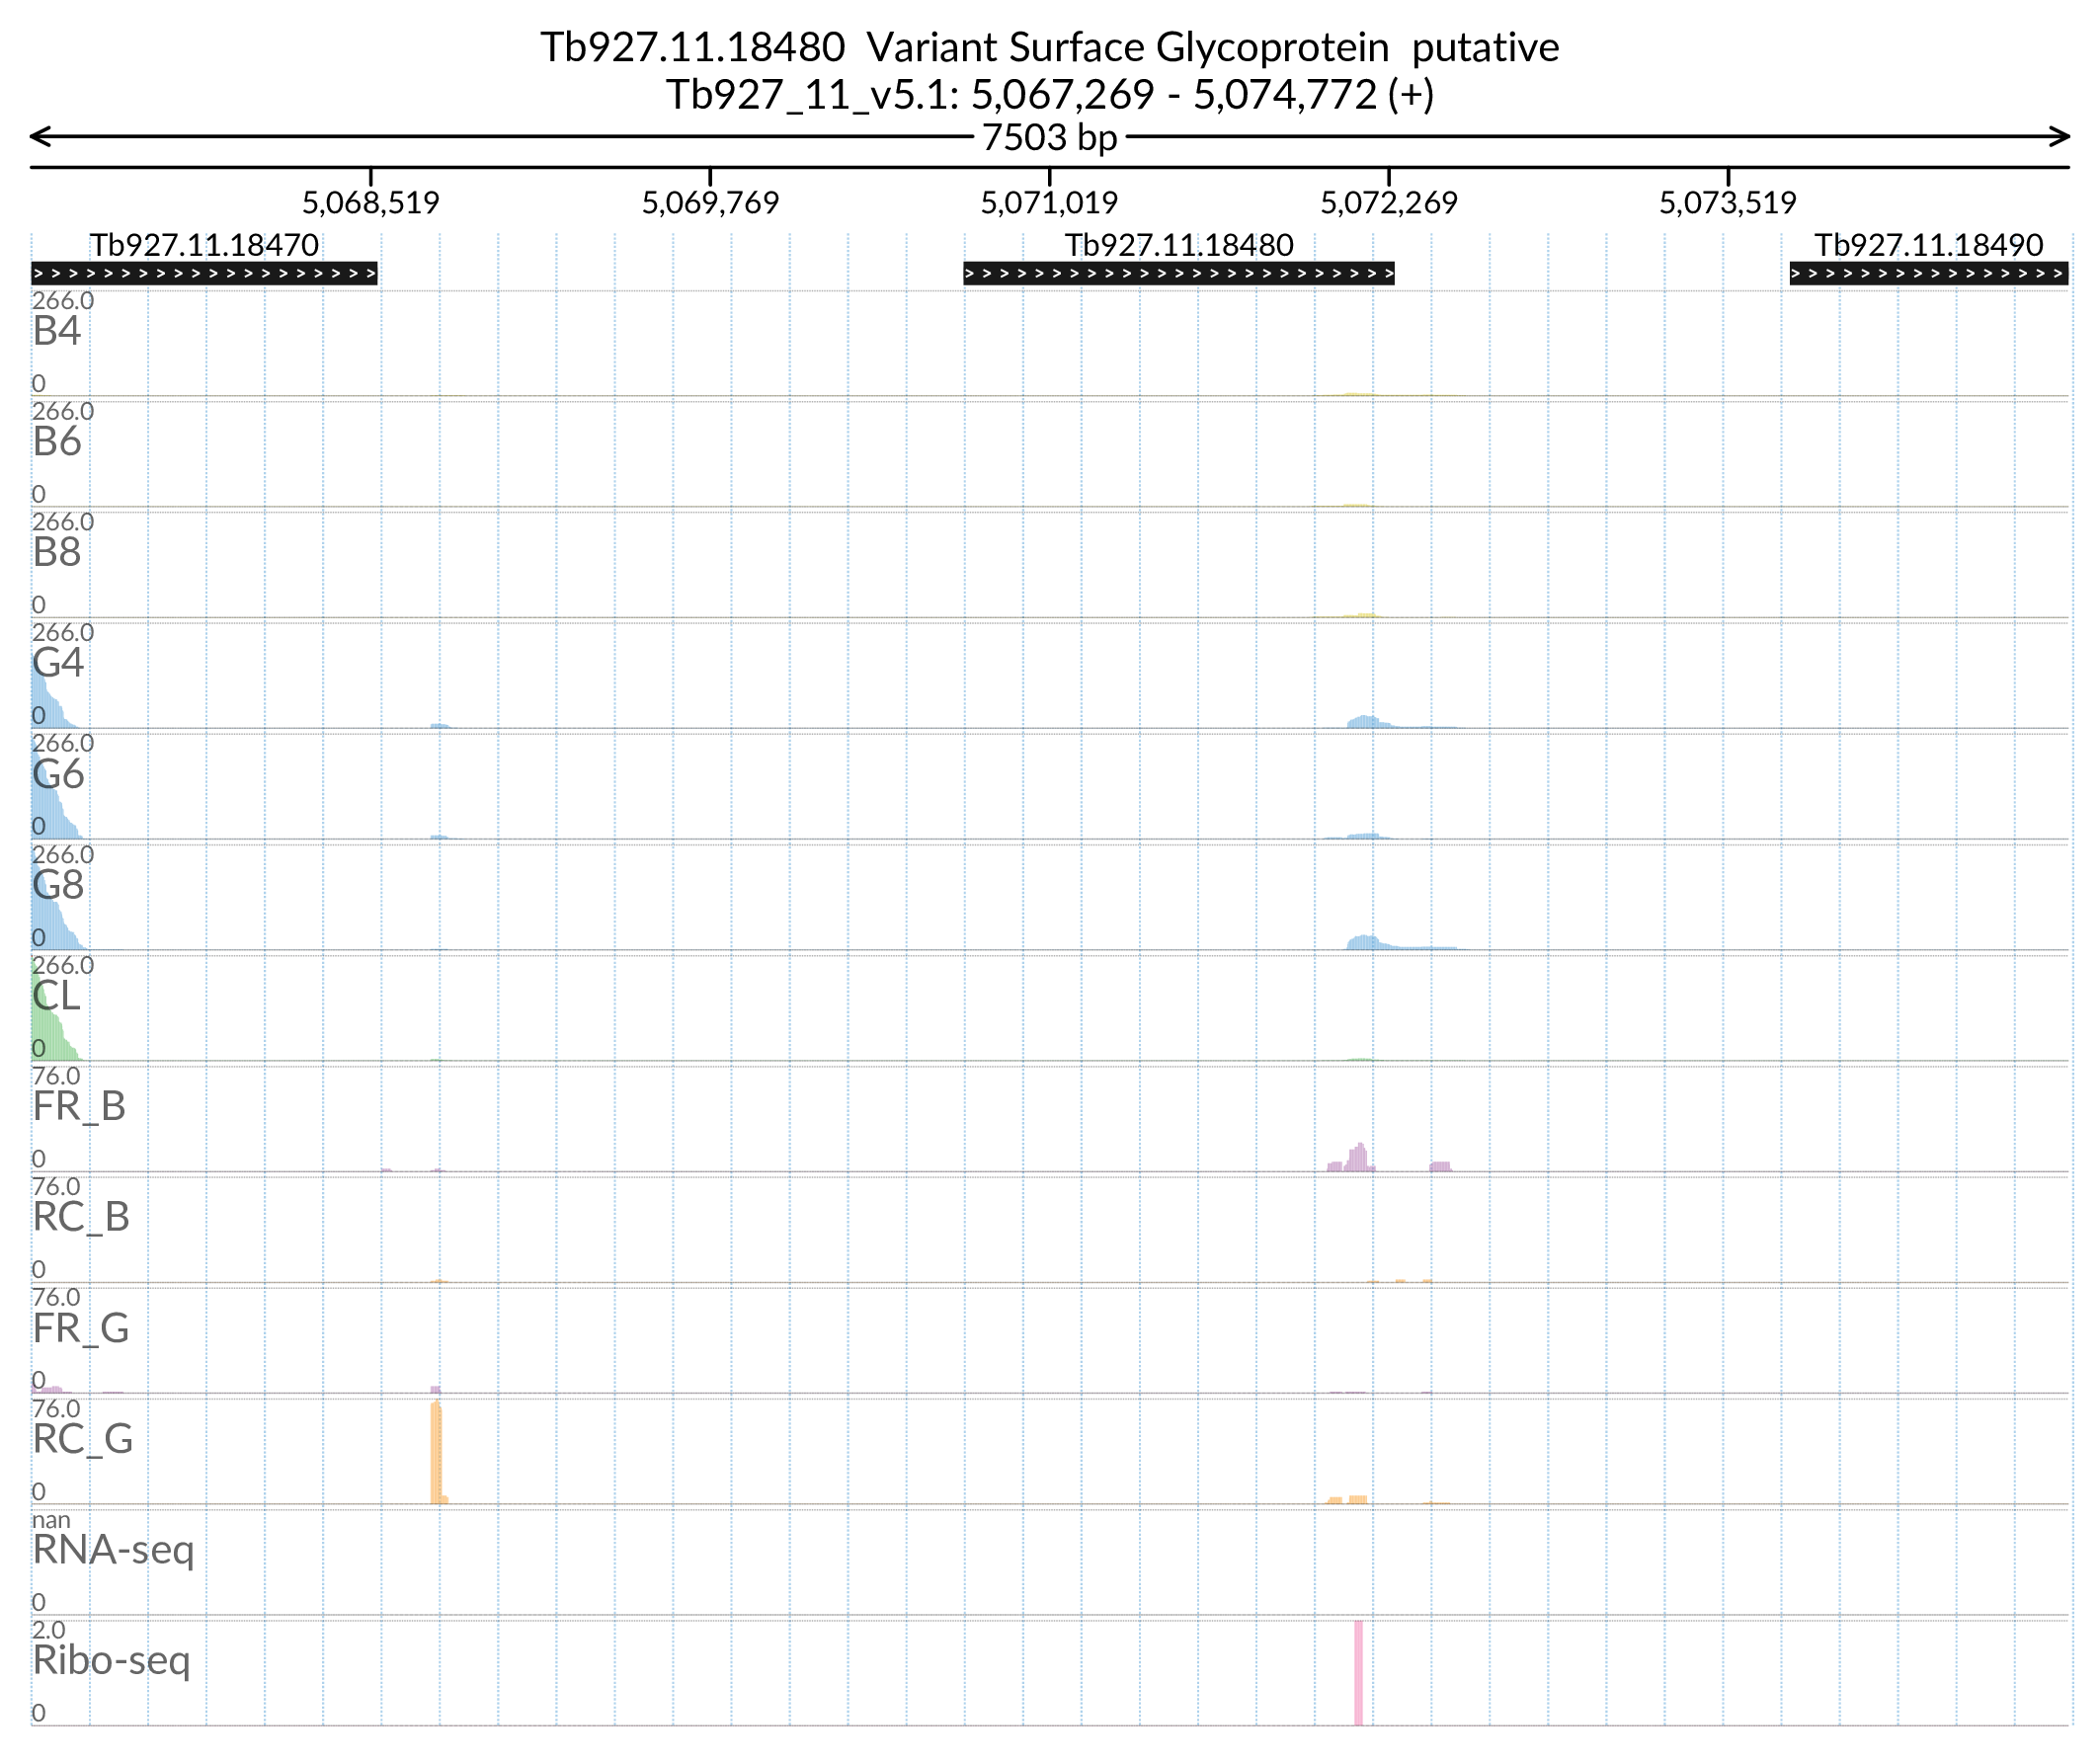 Tb927.11.18480 Variant Surface Glycoprotein putative
Tb927_11_v5.1: 5,067,269 - 5,074,772 (+)
7503 bp
5,068,519 5,069,769 5,071,019 5,072,269 5,073,519
Tb927.11.18470 Tb927.11.18480 Tb927.11.18490
266.0
B4
0
266.0
B6
0
266.0
B8
0
266.0
G4
0
266.0
G6
0
266.0
G8
0
266.0
CL
0
76.0
FR_B
0
76.0
RC_B
0
76.0
FR_G
0
76.0
RC_G
0
nan
RNA-seq
0
2.0
Ribo-seq
0